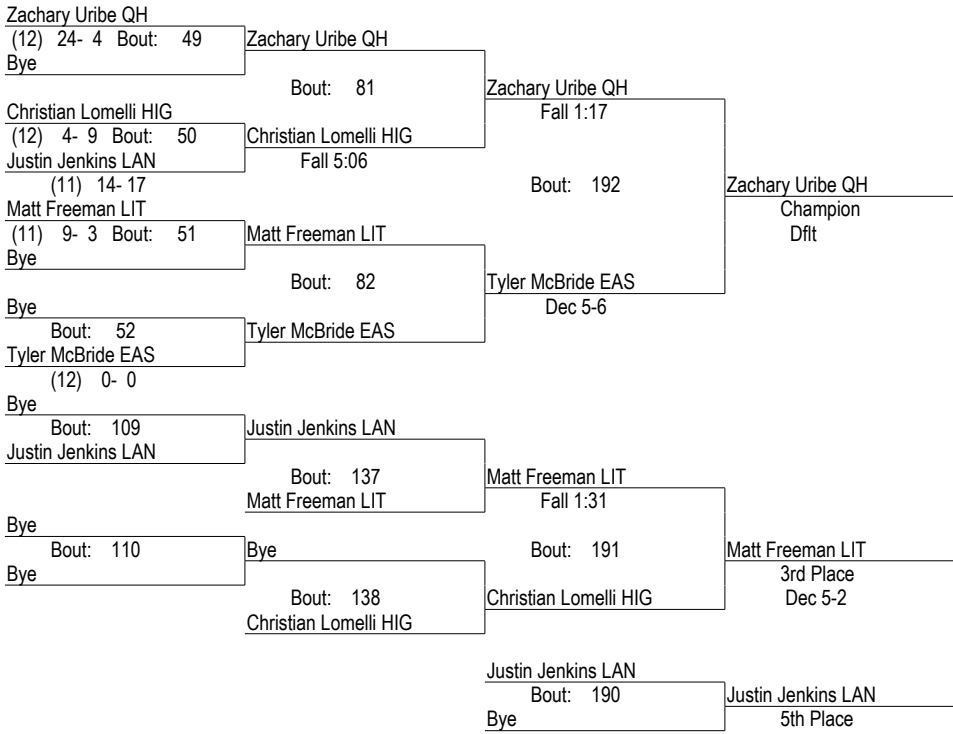 Zachary Uribe QH
(12) 24- 4 Bout: 49
Zachary Uribe QH
Bye
Bout: 81
Zachary Uribe QH
Christian Lomelli HIG
Fall 1:17
(12) 4- 9 Bout: 50
Christian Lomelli HIG
Justin Jenkins LAN
Fall 5:06
(11) 14- 17
Bout: 192
Zachary Uribe QH
Matt Freeman LIT
Champion
(11) 9- 3 Bout: 51
Matt Freeman LIT
Dflt
Bye
Bout: 82
Tyler McBride EAS
Bye
Dec 5-6
Bout: 52
Tyler McBride EAS
Tyler McBride EAS
(12) 0- 0
Bye
Bout: 109
Justin Jenkins LAN
Justin Jenkins LAN
Bout: 137
Matt Freeman LIT
Matt Freeman LIT
Fall 1:31
Bye
Bout: 110
Bye
Bout: 191
Matt Freeman LIT
Bye
3rd Place
Bout: 138
Christian Lomelli HIG
Dec 5-2
Christian Lomelli HIG
Justin Jenkins LAN
Bout: 190
Justin Jenkins LAN
Bye
5th Place